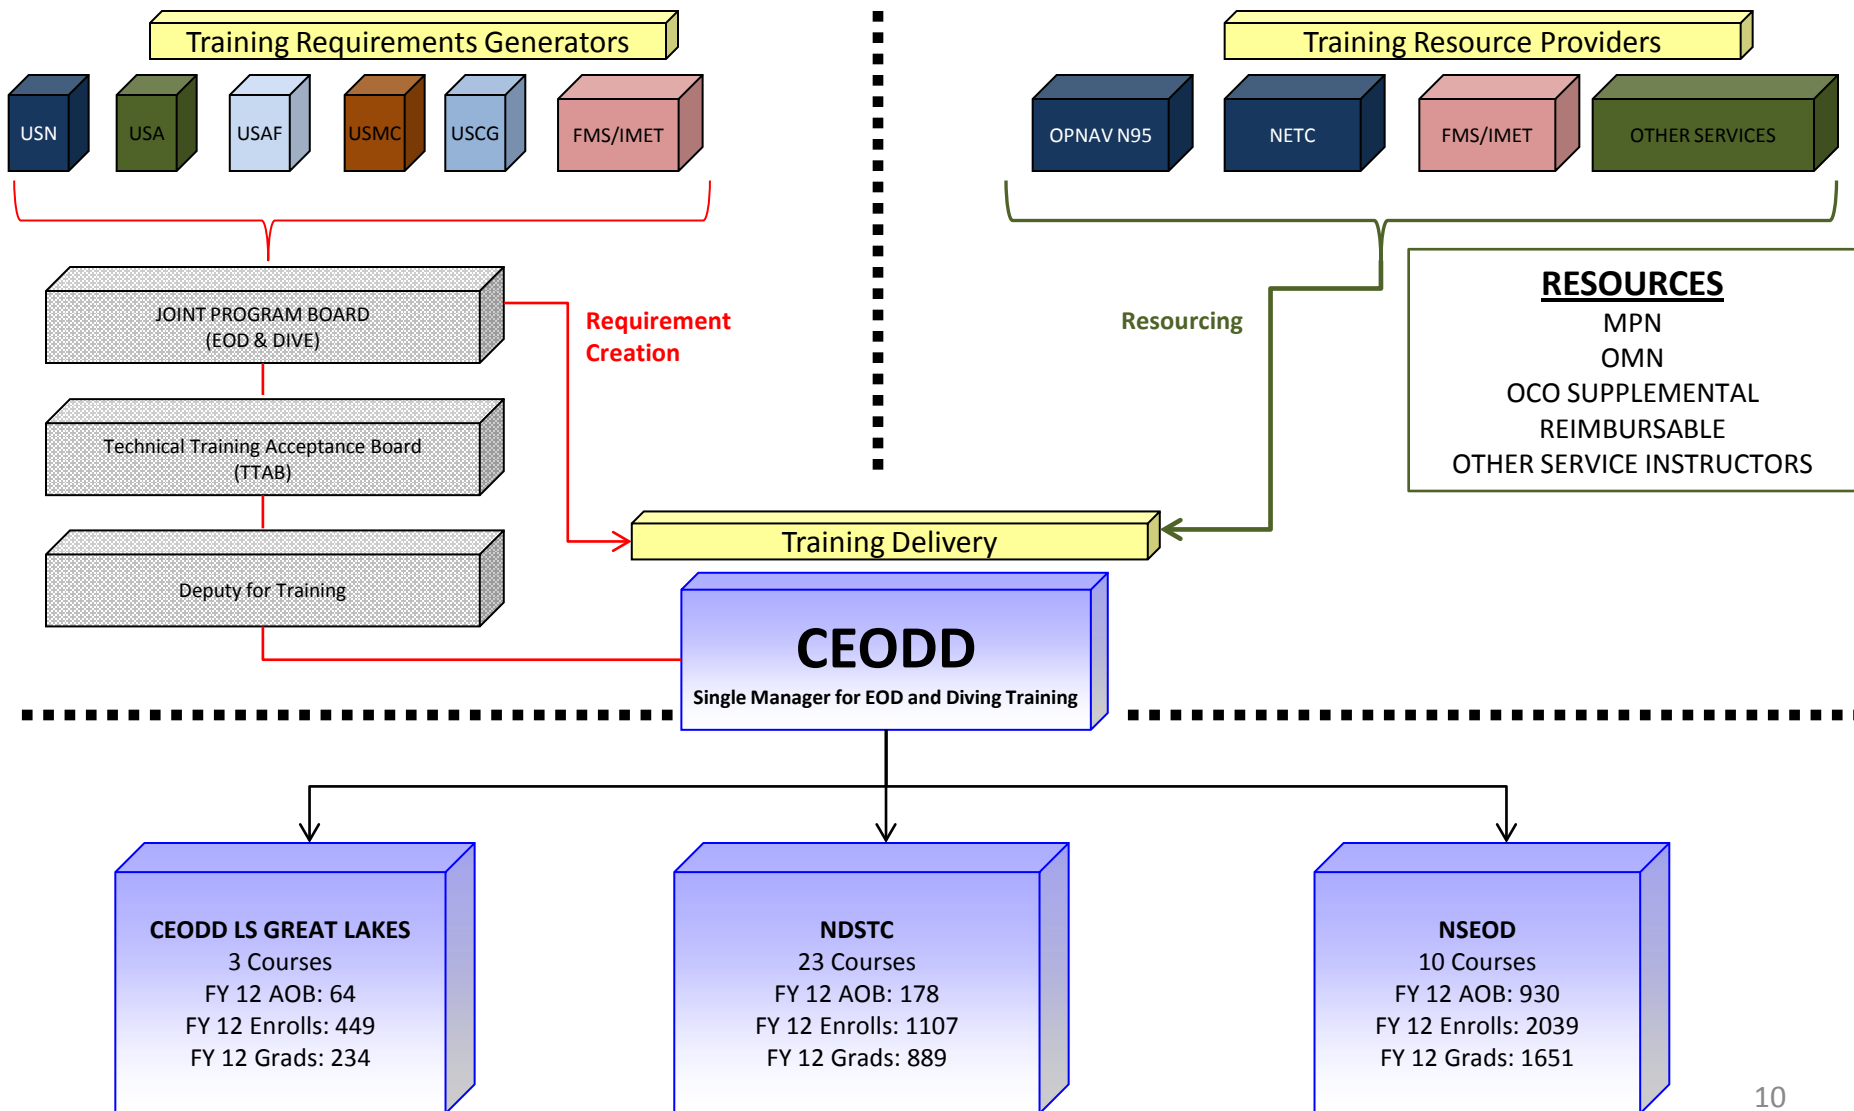 Training Requirements Generators
USN
USA
USAF
USMC
USCG
FMS/IMET
Training Resource Providers
OPNAV N95
NETC
FMS/IMET
OTHER SERVICES
JOINT PROGRAM BOARD
(EOD & DIVE)
Requirement
Creation
Technical Training Acceptance Board
(TTAB)
Deputy for Training
Resourcing
RESOURCES
MPN
OMN
OCO SUPPLEMENTAL
REIMBURSABLE
OTHER SERVICE INSTRUCTORS
Training Delivery
CEODD
Single Manager for EOD and Diving Training
CEODD LS GREAT LAKES
3 Courses
FY 12 AOB: 64
FY 12 Enrolls: 449
FY 12 Grads: 234
NDSTC
23 Courses
FY 12 AOB: 178
FY 12 Enrolls: 1107
FY 12 Grads: 889
NSEOD
10 Courses
FY 12 AOB: 930
FY 12 Enrolls: 2039
FY 12 Grads: 1651
10